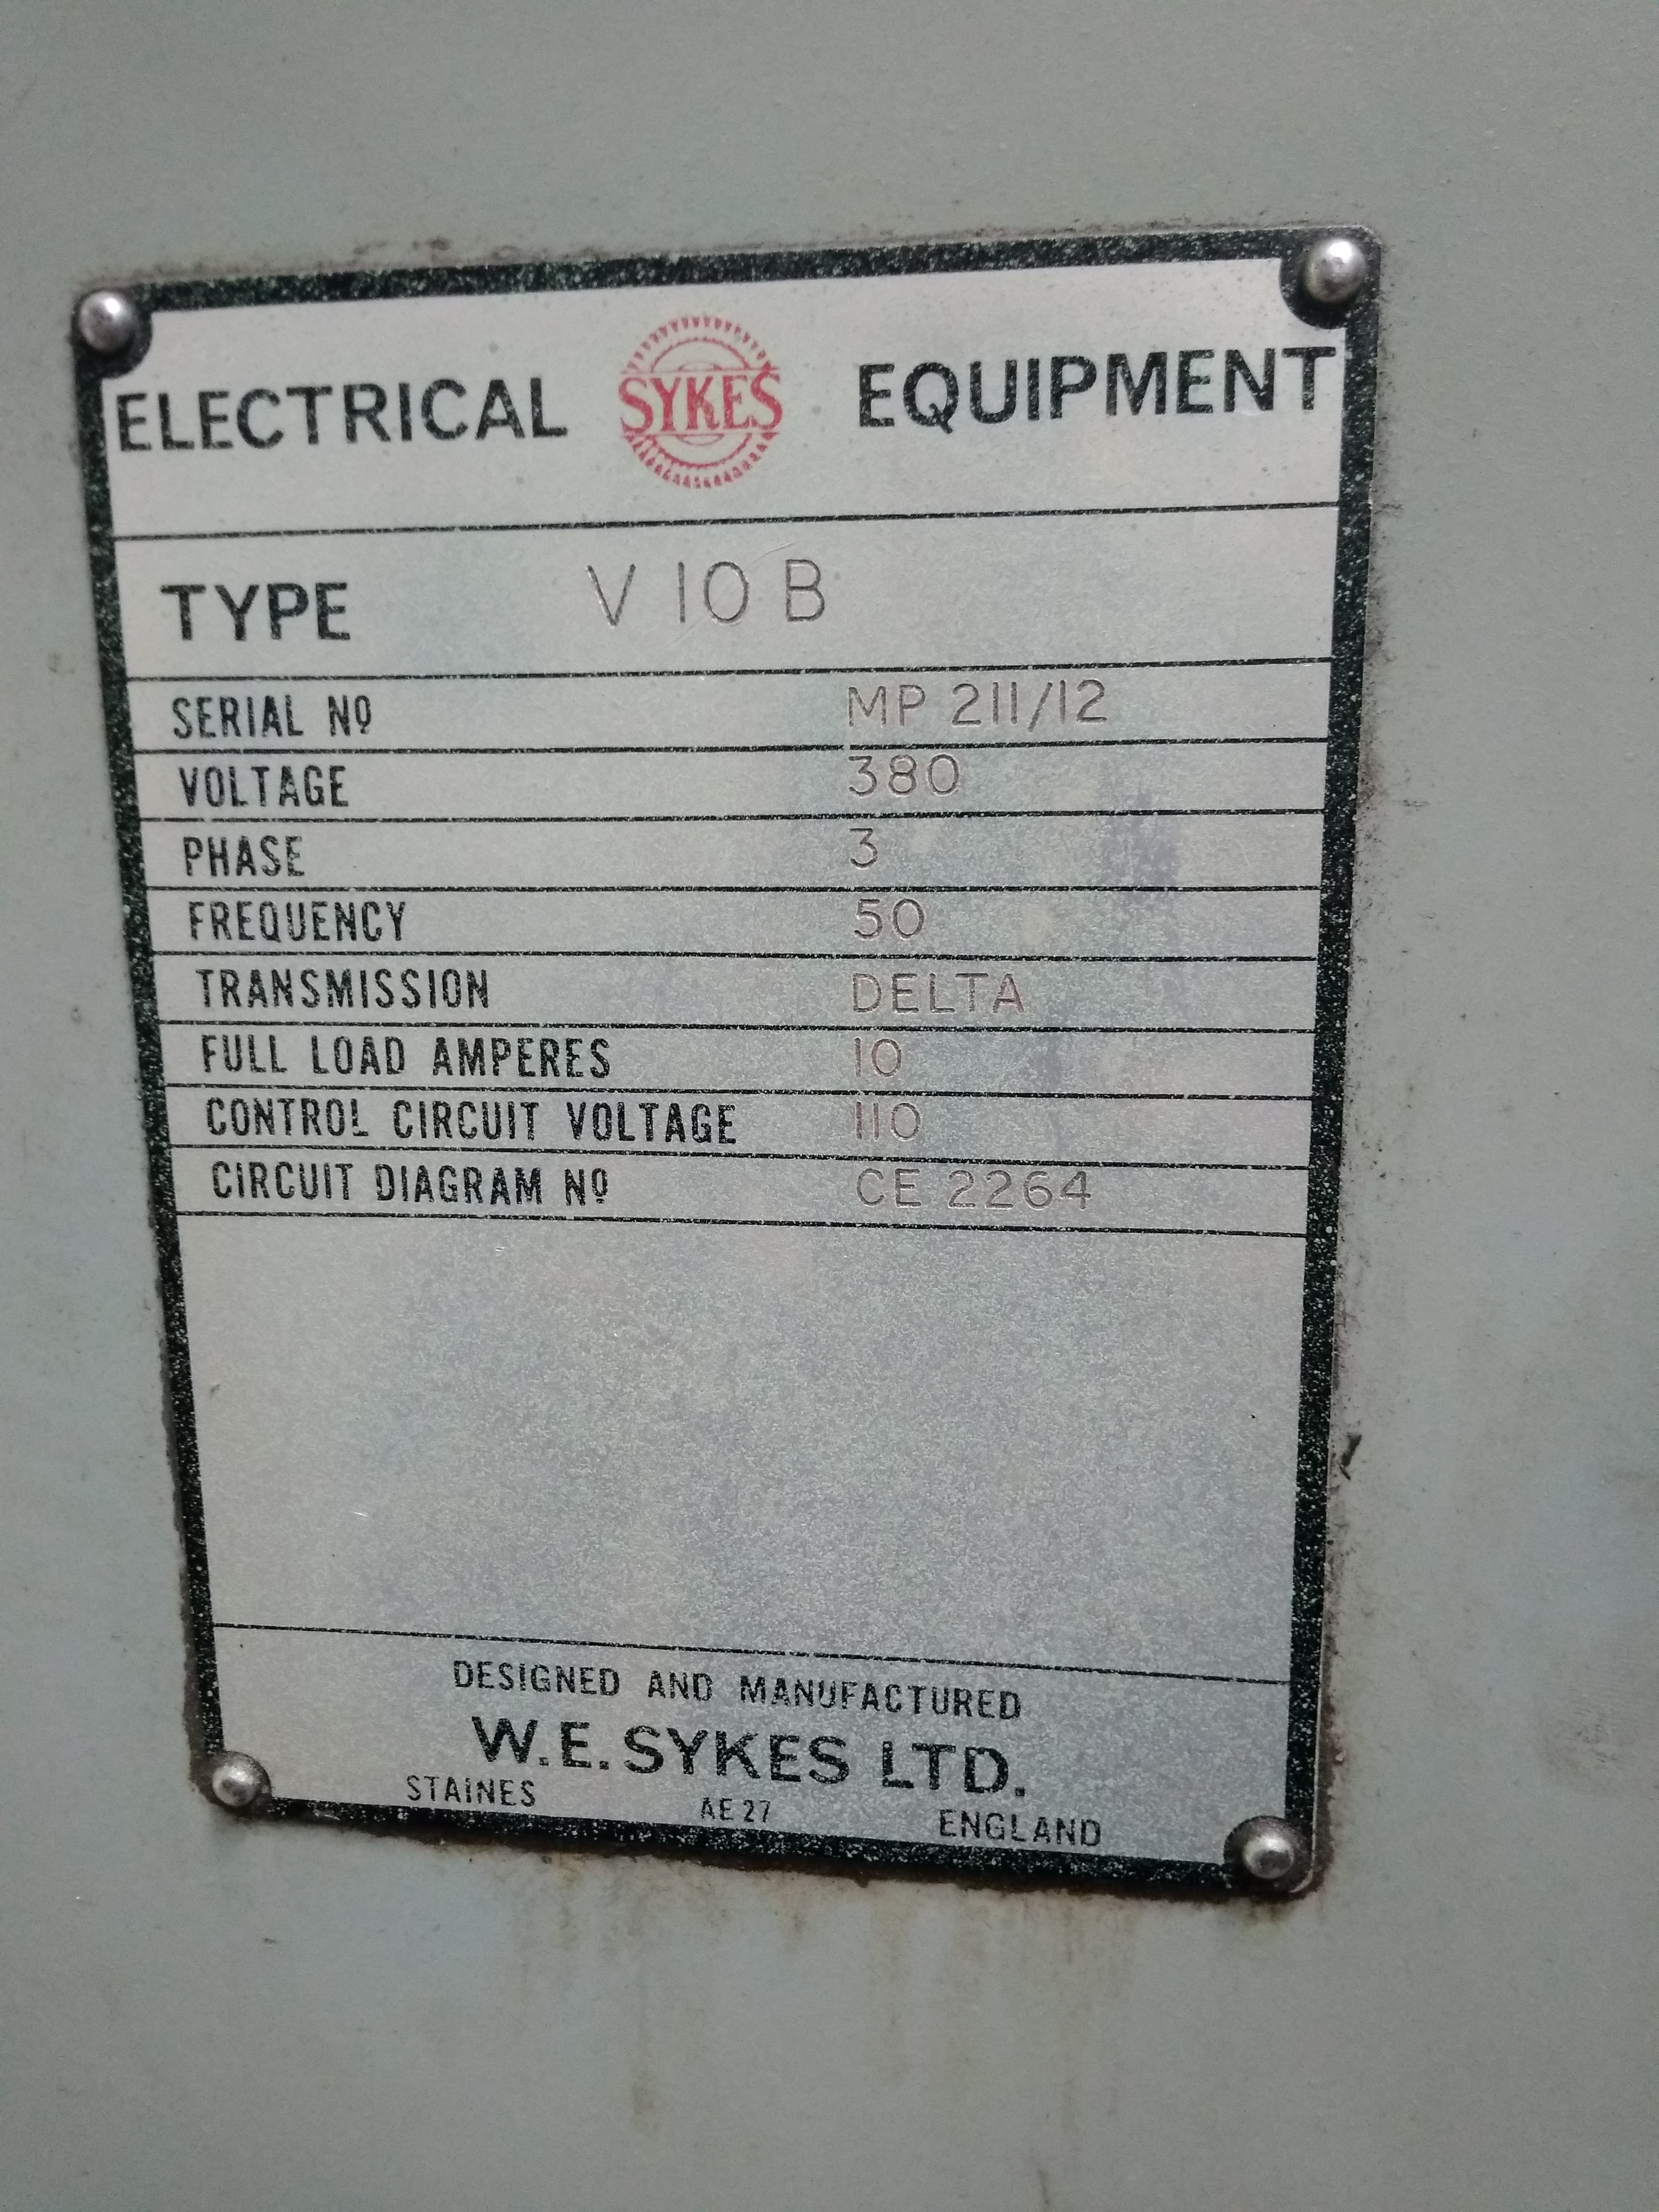 ELECTRICAL SYKES EQUIPMENT
TYPE V 10 B
SERIAL Nº MP 211/12
VOLTAGE 380
PHASE 3
FREQUENCY 50
TRANSMISSION DELTA
FULL LOAD AMPERES 10
CONTROL CIRCUIT VOLTAGE 110
CIRCUIT DIAGRAM Nº CE 2264
DESIGNED AND MANUFACTURED
W.E. SYKES LTD.
STAINES AE 27 ENGLAND